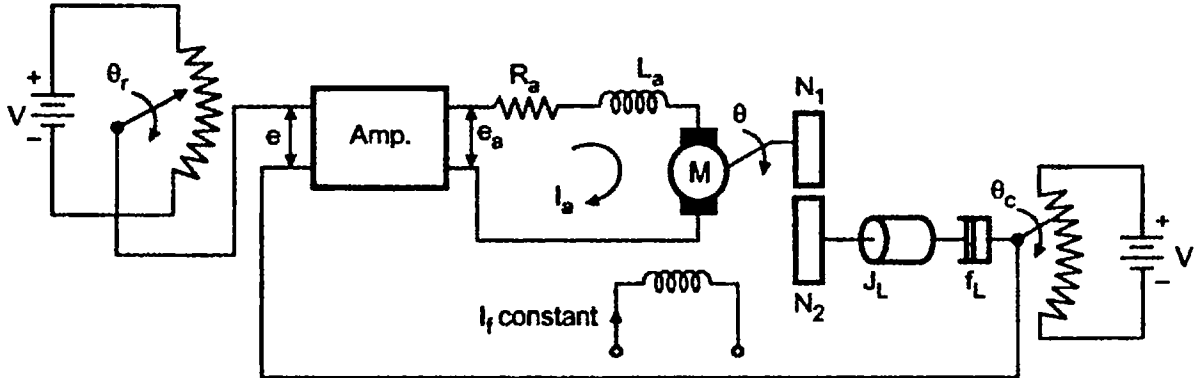 θr
+
V
−
e
Amp.
ea
Ra
La
Ia
M
θ
N1
N2
JL
fL
θc
+
V
−
If constant